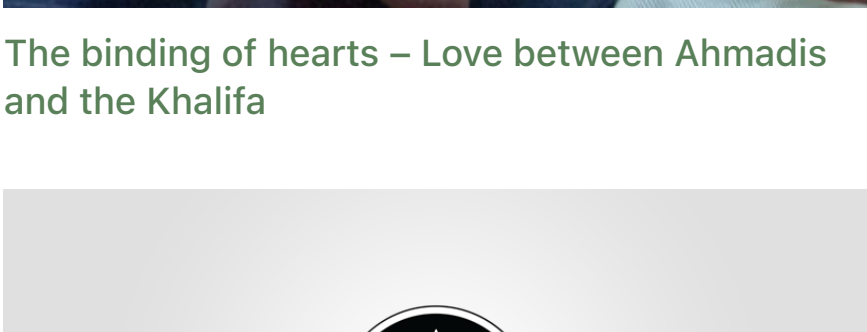 The binding of hearts – Love between Ahmadis
and the Khalifa